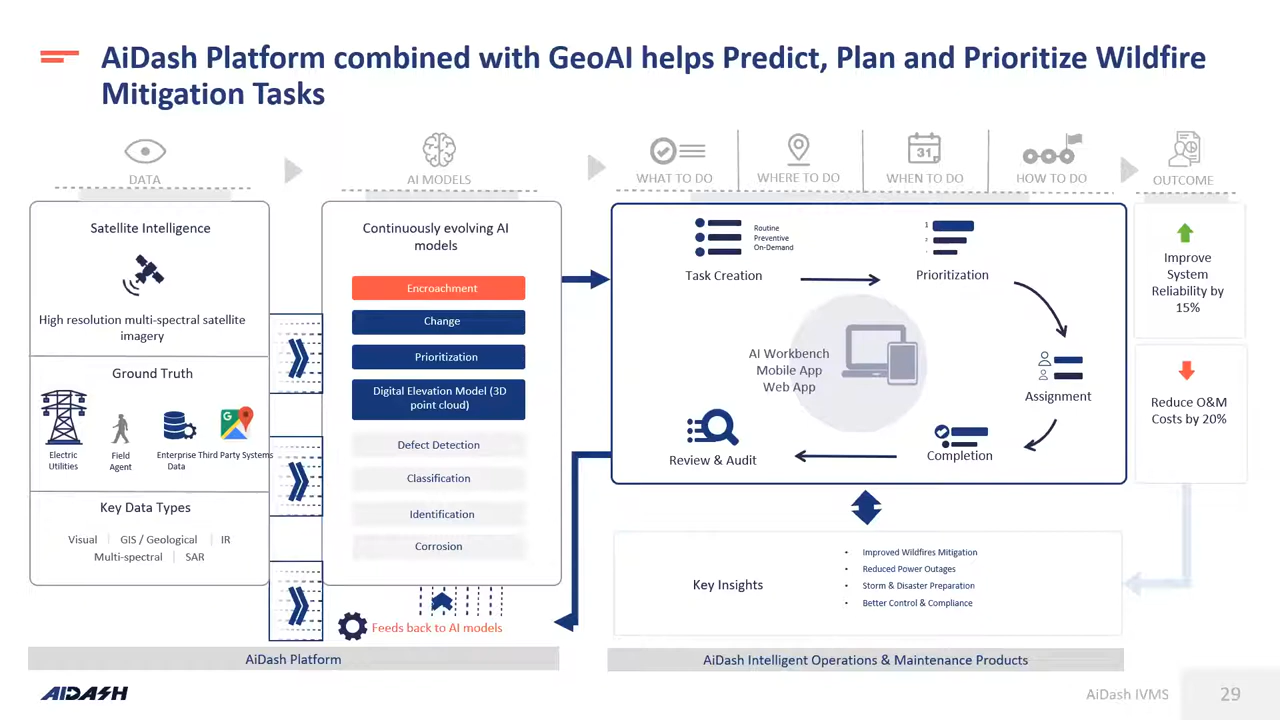 AiDash Platform combined with GeoAI helps Predict, Plan and Prioritize Wildfire
Mitigation Tasks
DATA
AI MODELS
WHAT TO DO
WHERE TO DO
31
WHEN TO DO
HOW TO DO
OUTCOME
Satellite Intelligence
High resolution multi-spectral satellite
imagery
Ground Truth
G
Electric
Utilities
Field
Agent
Enterprise
Data
Third Party Systems
Key Data Types
Visual
GIS / Geological
IR
Multi-spectral
SAR
Continuously evolving AI
models
Encroachment
Change
Prioritization
Digital Elevation Model (3D
point cloud)
Defect Detection
Classification
Identification
Corrosion
Feeds back to AI models
AiDash Platform
Routine
Preventive
On-Demand
Task Creation
1
2
Prioritization
Assignment
Completion
Review & Audit
AI Workbench
Mobile App
Web App
Key Insights
• Improved Wildfires Mitigation
• Reduced Power Outages
• Storm & Disaster Preparation
• Better Control & Compliance
AiDash Intelligent Operations & Maintenance Products
Improve
System
Reliability by
15%
Reduce O&M
Costs by 20%
AIDASH
AiDash IVMS
29